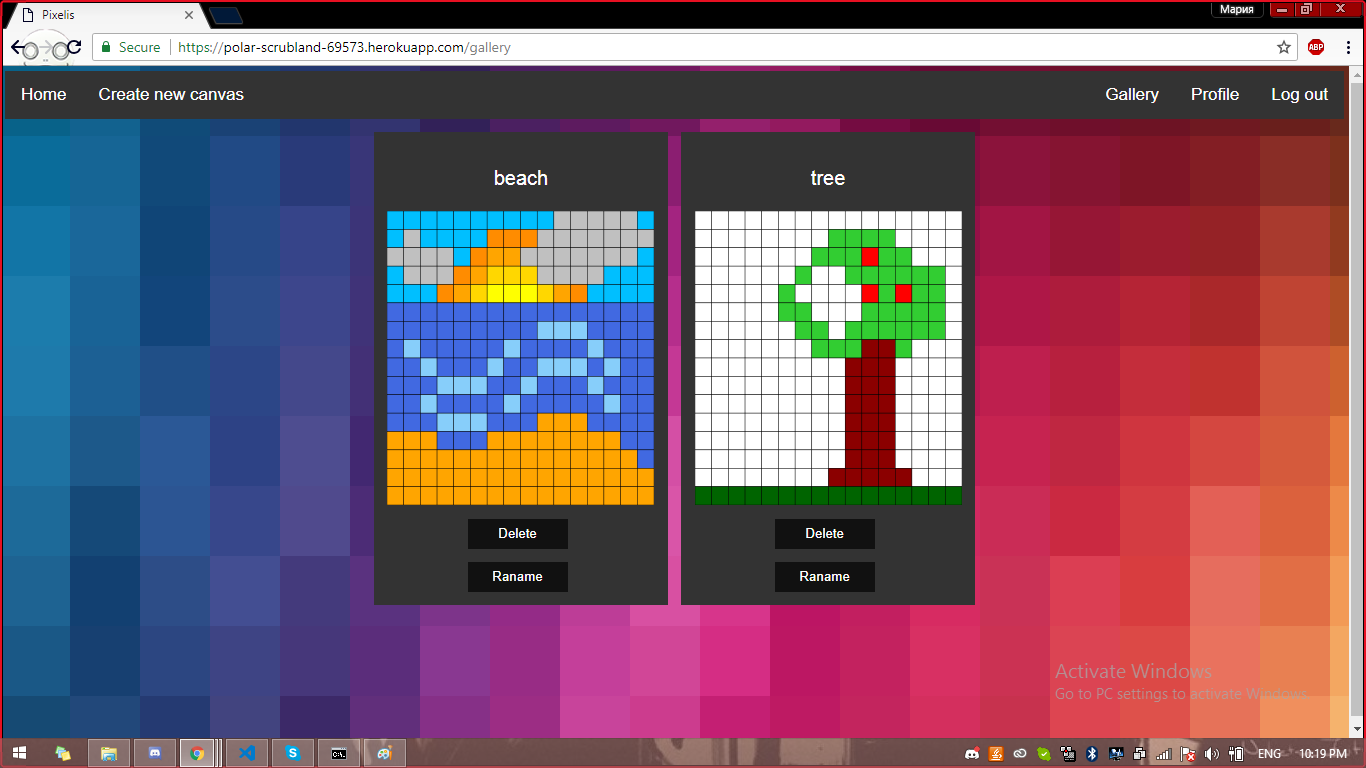 Pixelis
Мария
Secure https://polar-scrubland-69573.herokuapp.com/gallery
ABP
Home Create new canvas Gallery Profile Log out
beach
tree
Delete
Raname
Delete
Raname
Activate Windows
Go to PC settings to activate Windows.
C:\.
ENG 10:19 PM